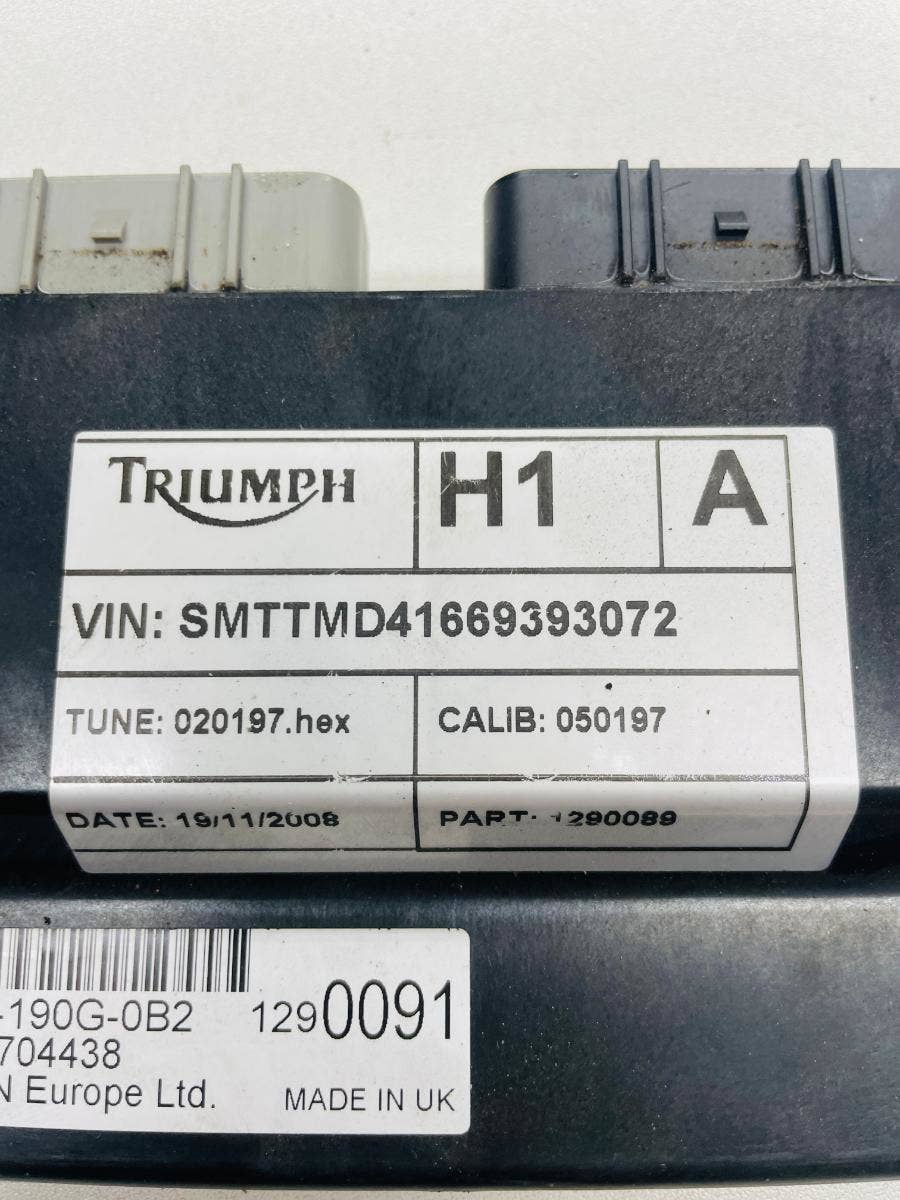 TRIUMPH H1 A
VIN: SMTTMD41669393072
TUNE: 020197.hex CALIB: 050197
DATE: 19/11/2008 PART: 1290089
-190G-0B2 1290091
704438
N Europe Ltd. MADE IN UK